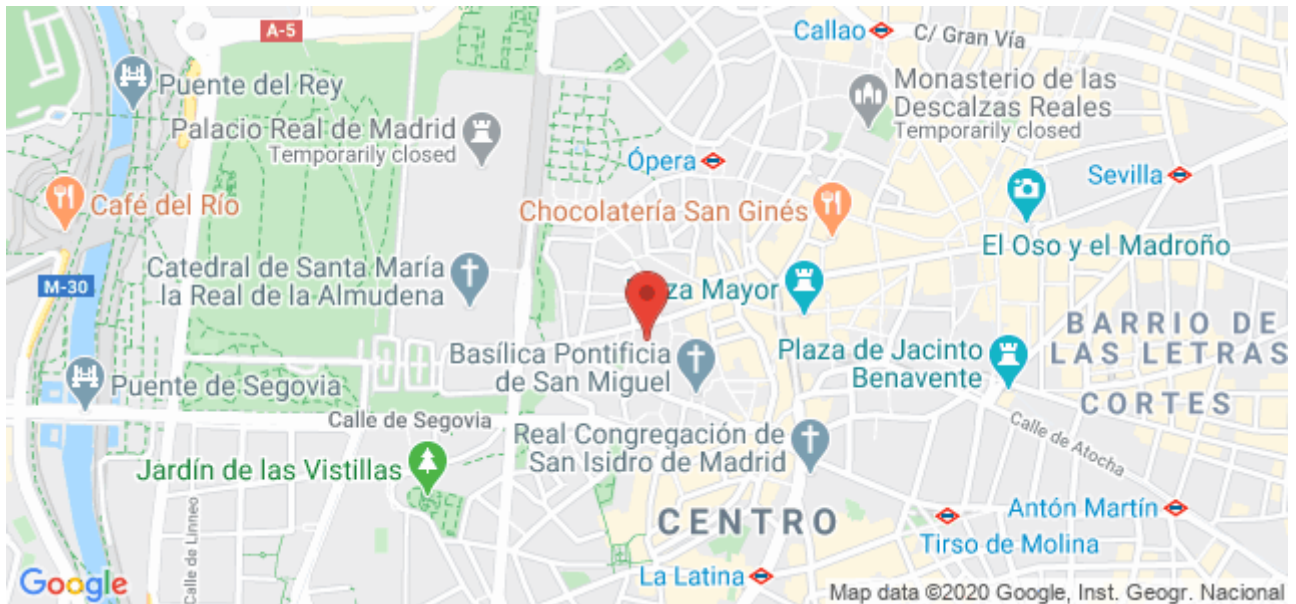 A-5
Callao
C/ Gran Vía
Puente del Rey
Monasterio de las
Descalzas Reales
Temporarily closed
Palacio Real de Madrid
Temporarily closed
Ópera
Sevilla
Café del Río
Chocolatería San Ginés
El Oso y el Madroño
Catedral de Santa María
la Real de la Almudena
M-30
Mayor
BARRIO DE
LAS LETRAS
CORTES
Basílica Pontificia
de San Miguel
Plaza de Jacinto
Benavente
Puente de Segovia
Calle de Segovia
Calle de Atocha
Real Congregación de
San Isidro de Madrid
Jardín de las Vistillas
Calle de Linneo
CENTRO
Antón Martín
Tirso de Molina
La Latina
Google
Map data ©2020 Google, Inst. Geogr. Nacional